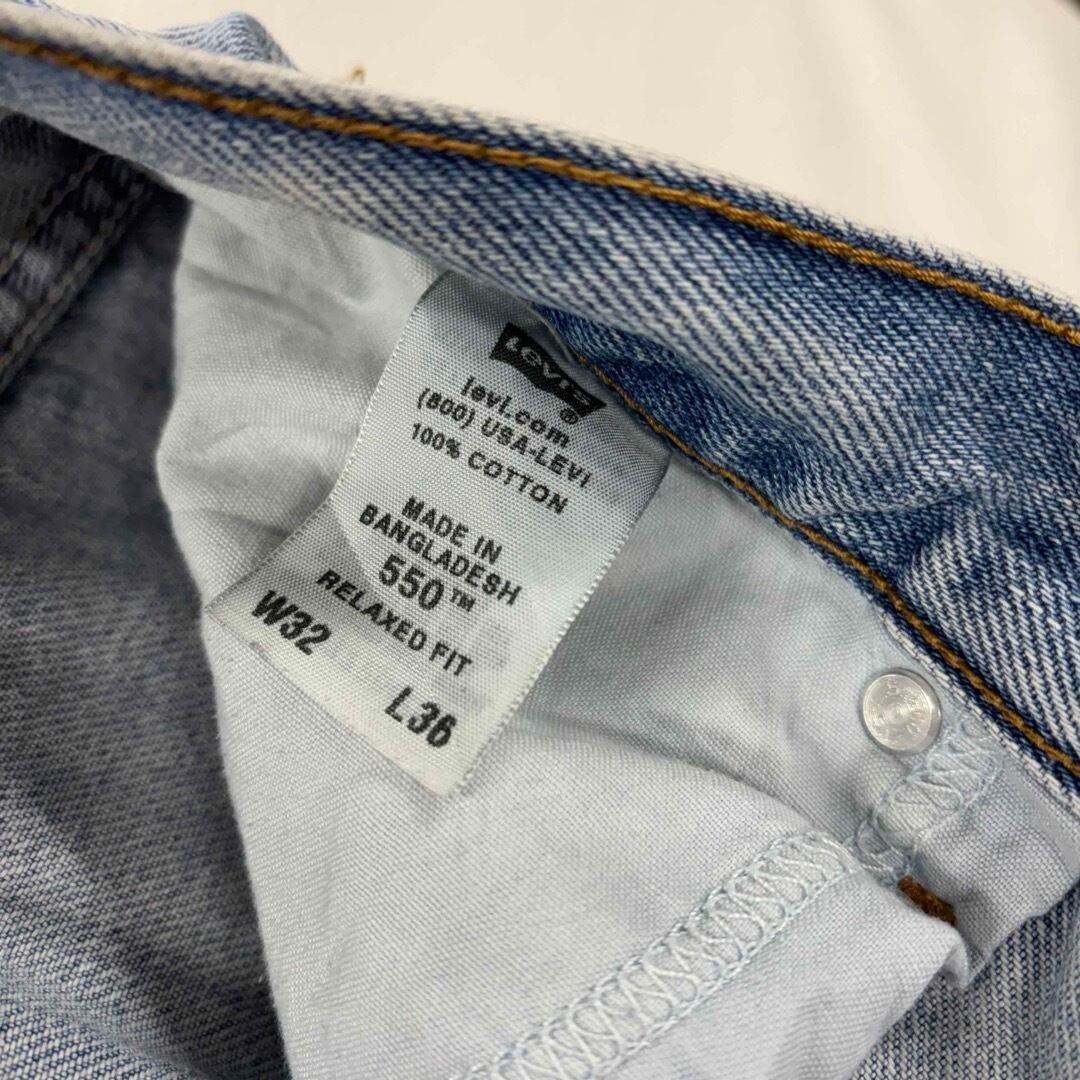 Levi's ®
levi.com
(800) USA-LEVI
100% COTTON
MADE IN
BANGLADESH
550™
RELAXED FIT
W32 L36